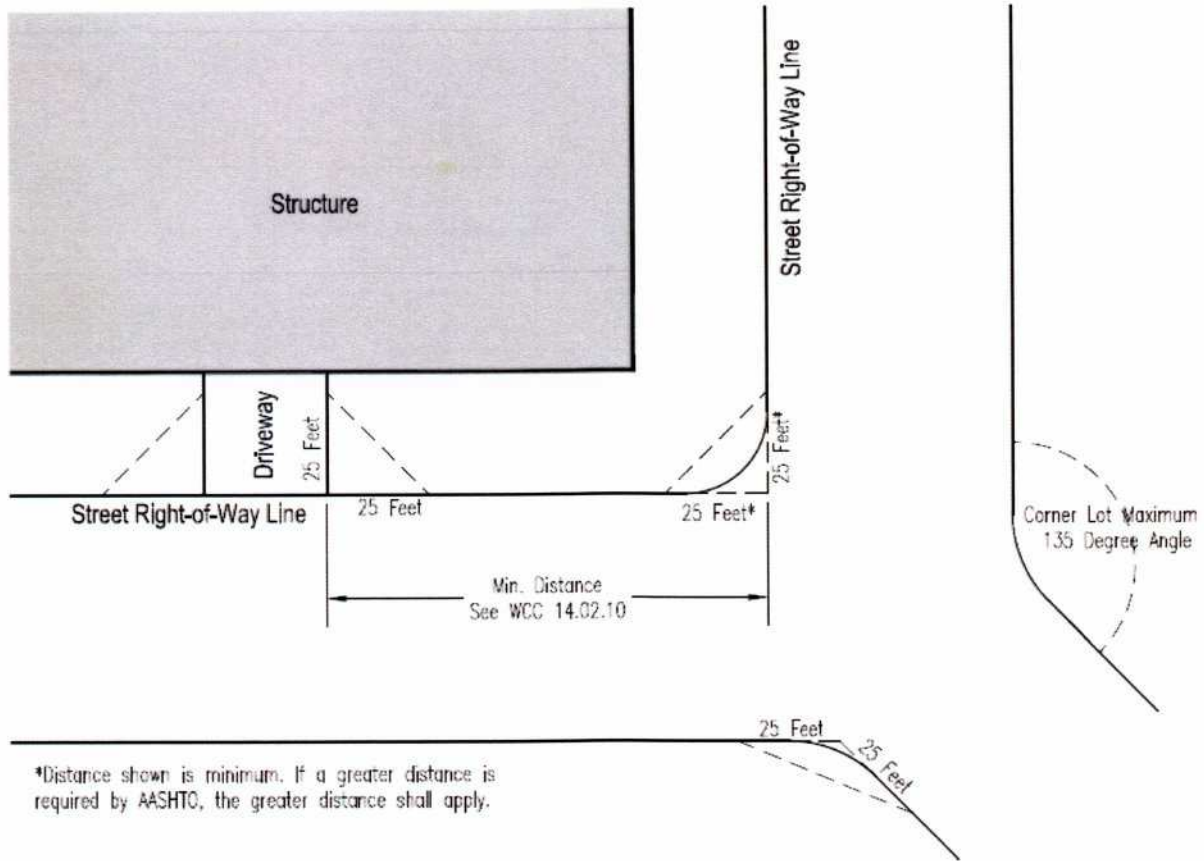 Structure
Street Right-of-Way Line
Driveway
25 Feet
25 Feet*
Street Right-of-Way Line
25 Feet
25 Feet*
Corner Lot Maximum
135 Degree Angle
Min. Distance
See WCC 14.02.10
25 Feet
25 Feet
*Distance shown is minimum. If a greater distance is
required by AASHTO, the greater distance shall apply.